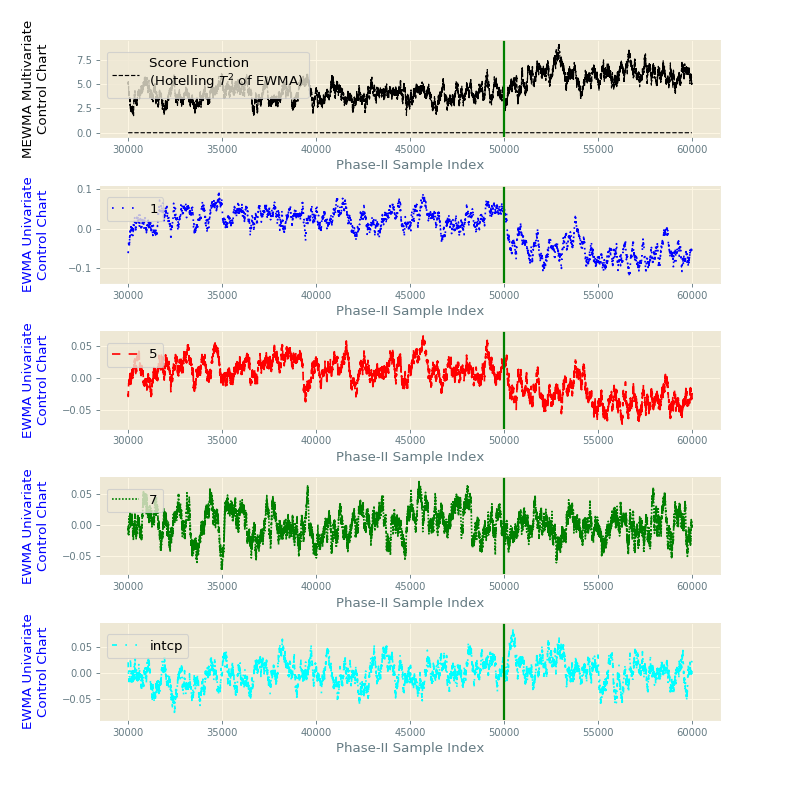 MEWMA Multivariate
Control Chart
7.5
5.0
2.5
0.0
Score Function
(Hotelling T² of EWMA)
30000 35000 40000 45000 50000 55000 60000
Phase-II Sample Index
EWMA Univariate
Control Chart
0.1
0.0
−0.1
1
30000 35000 40000 45000 50000 55000 60000
Phase-II Sample Index
EWMA Univariate
Control Chart
0.05
0.00
−0.05
5
30000 35000 40000 45000 50000 55000 60000
Phase-II Sample Index
EWMA Univariate
Control Chart
0.05
0.00
−0.05
7
30000 35000 40000 45000 50000 55000 60000
Phase-II Sample Index
EWMA Univariate
Control Chart
0.05
0.00
−0.05
intcp
30000 35000 40000 45000 50000 55000 60000
Phase-II Sample Index